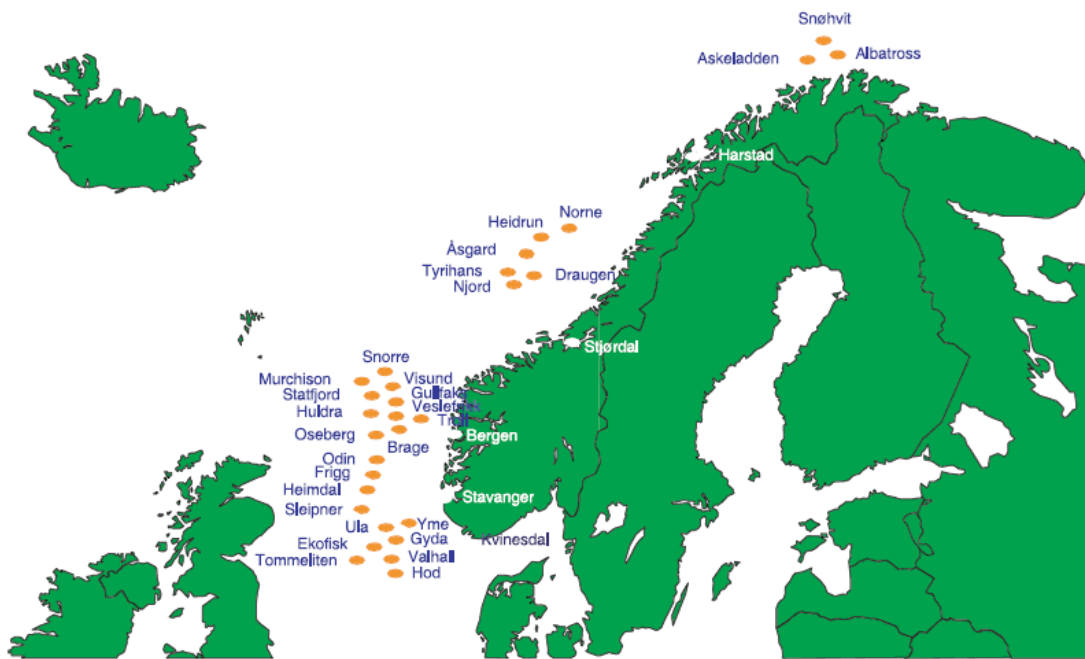 Snøhvit
Askeladden
Albatross
Harstad
Norne
Heidrun
Åsgard
Tyrihans
Draugen
Njord
Stjørdal
Snorre
Murchison
Visund
Statfjord
Gullfaks
Huldra
Veslefrikk
Troll
Oseberg
Bergen
Brage
Odin
Frigg
Heimdal
Stavanger
Sleipner
Ula
Yme
Gyda
Kvinesdal
Ekofisk
Valhall
Tommeliten
Hod